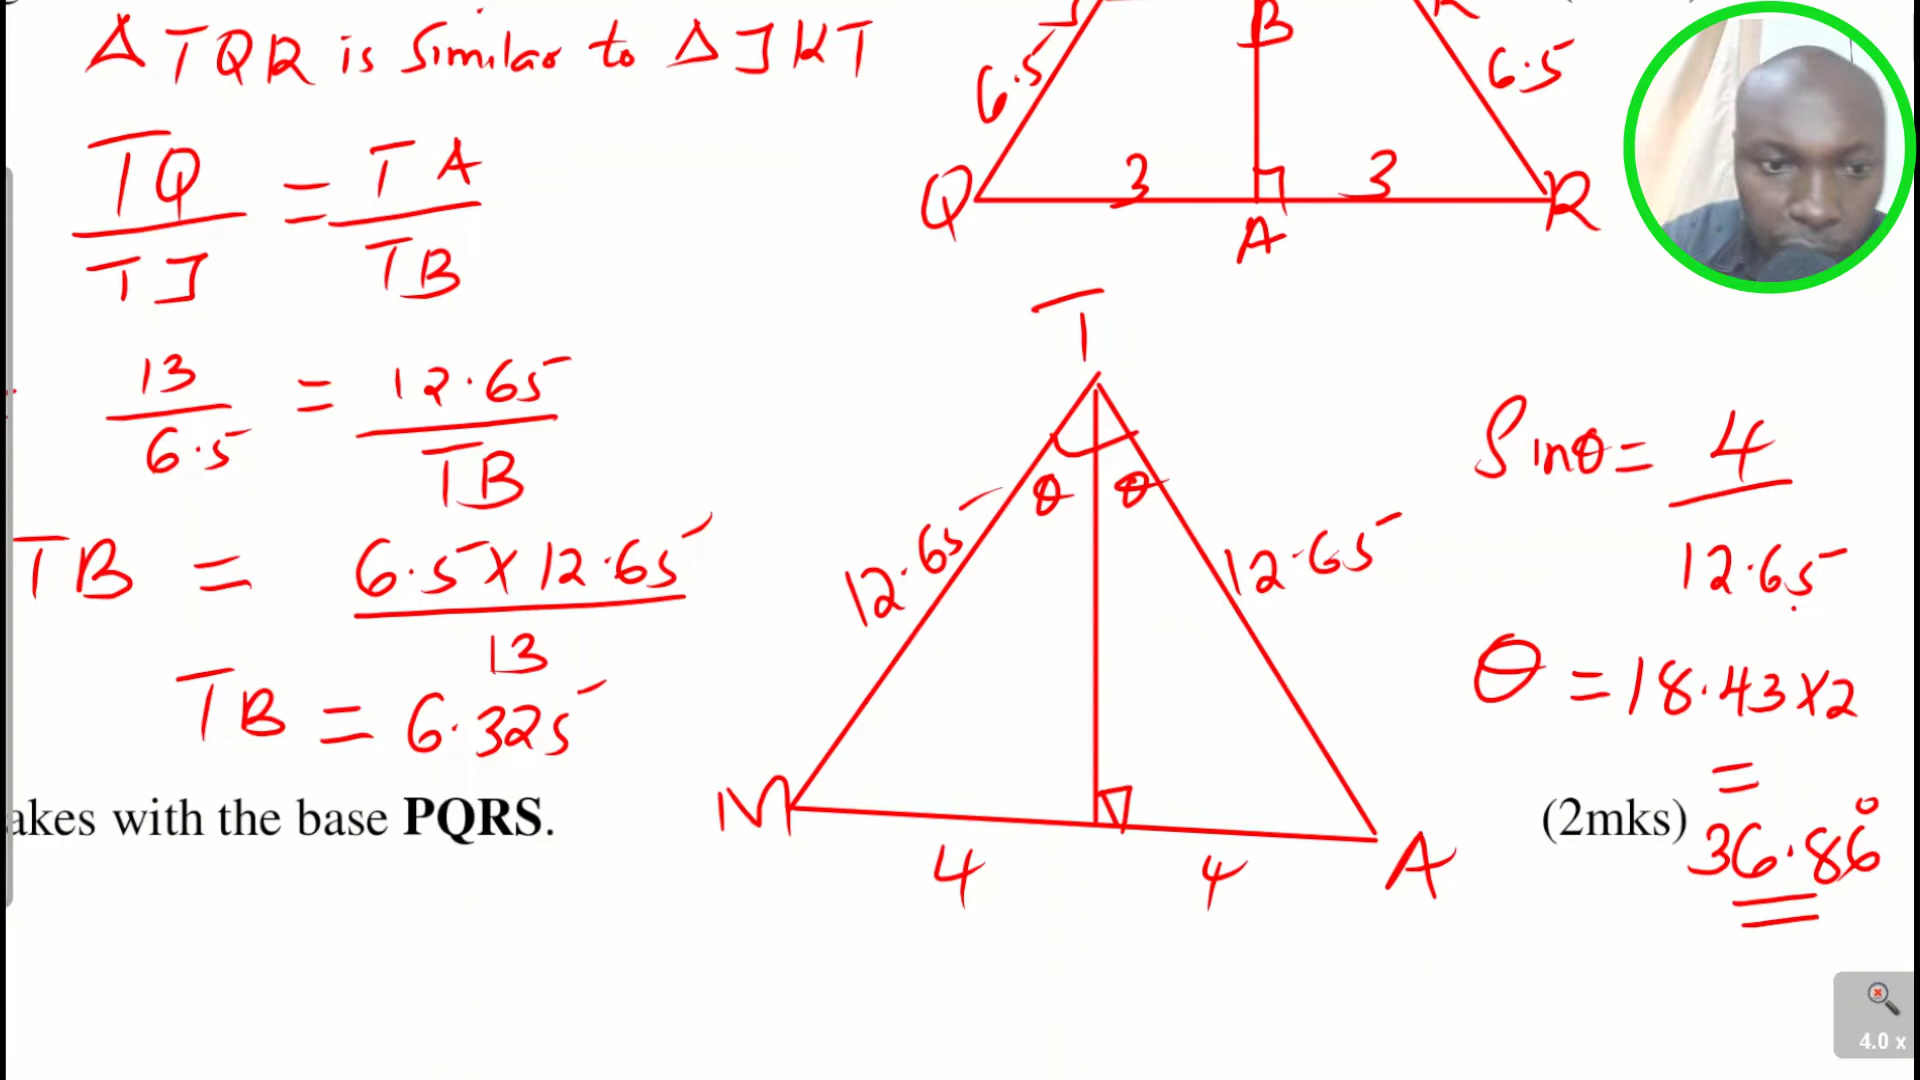 Δ TQR is Similar to Δ JKT
TQ/TJ = TA/TB
13/6.5 = 12.65/TB
TB = 6.5 x 12.65/13
TB = 6.325
akes with the base PQRS.
(2mks)
B
6.5
6.5
Q
3
3
R
A
T
θ
θ
12.65
12.65
M
4
4
A
Sinθ = 4/12.65
θ = 18.43 x 2
=
36.86°
4.0 x